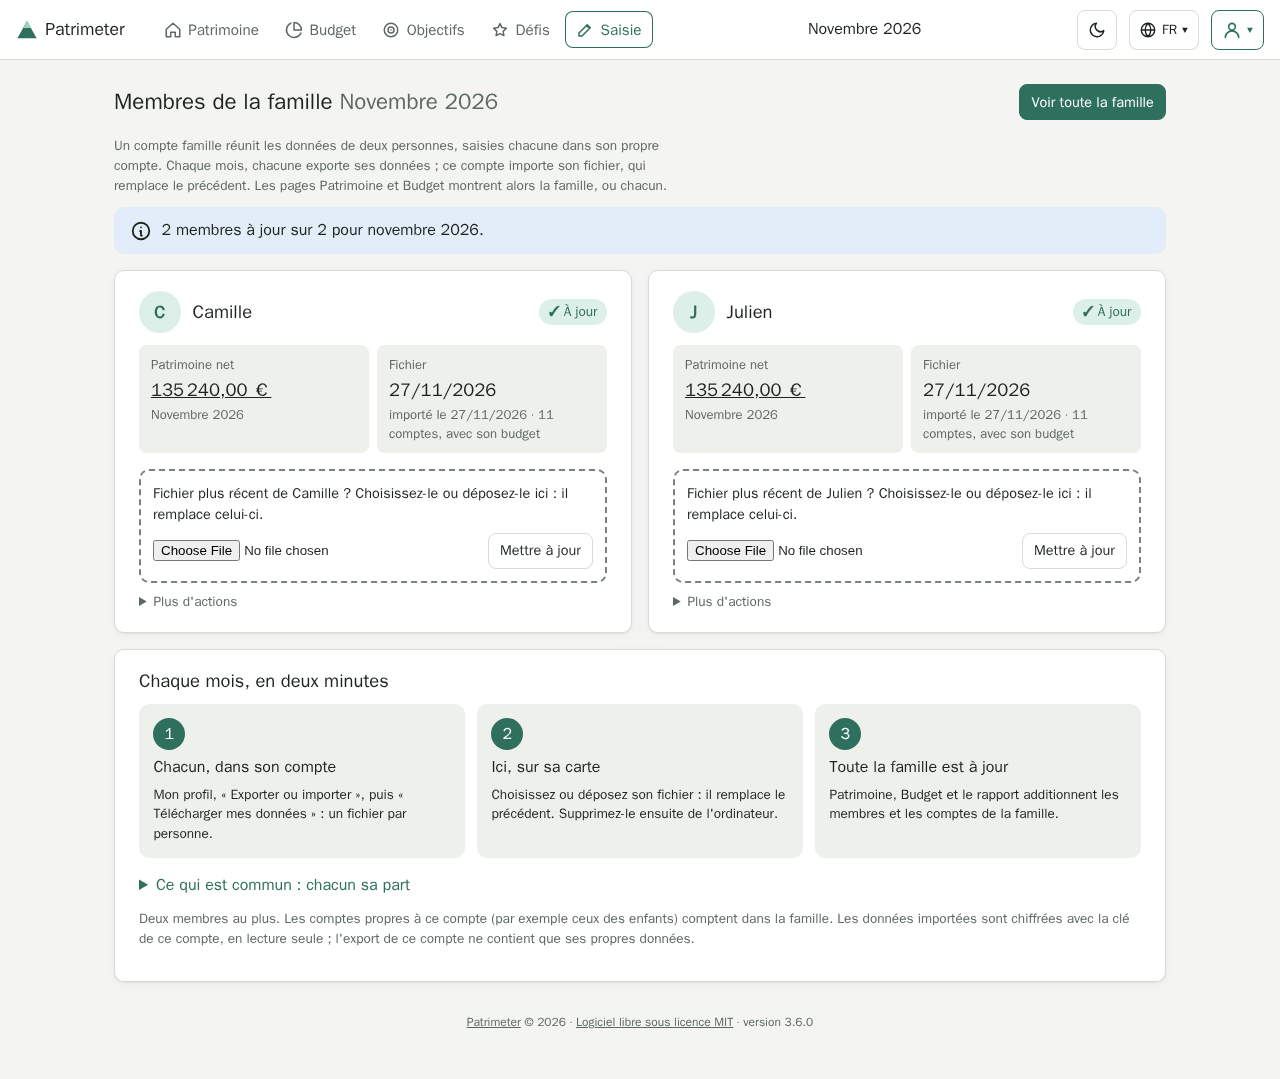 Patrimeter
Patrimoine
Budget
Objectifs
Défis
Saisie
Novembre 2026
FR ▾
▾
Membres de la famille Novembre 2026
Voir toute la famille
Un compte famille réunit les données de deux personnes, saisies chacune dans son propre
compte. Chaque mois, chacune exporte ses données ; ce compte importe son fichier, qui
remplace le précédent. Les pages Patrimoine et Budget montrent alors la famille, ou chacun.
2 membres à jour sur 2 pour novembre 2026.
C
Camille
✓ À jour
Patrimoine net
135 240,00 €
Novembre 2026
Fichier
27/11/2026
importé le 27/11/2026 · 11
comptes, avec son budget
Fichier plus récent de Camille ? Choisissez-le ou déposez-le ici : il
remplace celui-ci.
Choose File No file chosen
Mettre à jour
▶ Plus d'actions
J
Julien
✓ À jour
Patrimoine net
135 240,00 €
Novembre 2026
Fichier
27/11/2026
importé le 27/11/2026 · 11
comptes, avec son budget
Fichier plus récent de Julien ? Choisissez-le ou déposez-le ici : il
remplace celui-ci.
Choose File No file chosen
Mettre à jour
▶ Plus d'actions
Chaque mois, en deux minutes
1
Chacun, dans son compte
Mon profil, « Exporter ou importer », puis «
Télécharger mes données » : un fichier par
personne.
2
Ici, sur sa carte
Choisissez ou déposez son fichier : il remplace le
précédent. Supprimez-le ensuite de l'ordinateur.
3
Toute la famille est à jour
Patrimoine, Budget et le rapport additionnent les
membres et les comptes de la famille.
▶ Ce qui est commun : chacun sa part
Deux membres au plus. Les comptes propres à ce compte (par exemple ceux des enfants) comptent dans la famille. Les données importées sont chiffrées avec la clé
de ce compte, en lecture seule ; l'export de ce compte ne contient que ses propres données.
Patrimeter © 2026 · Logiciel libre sous licence MIT · version 3.6.0